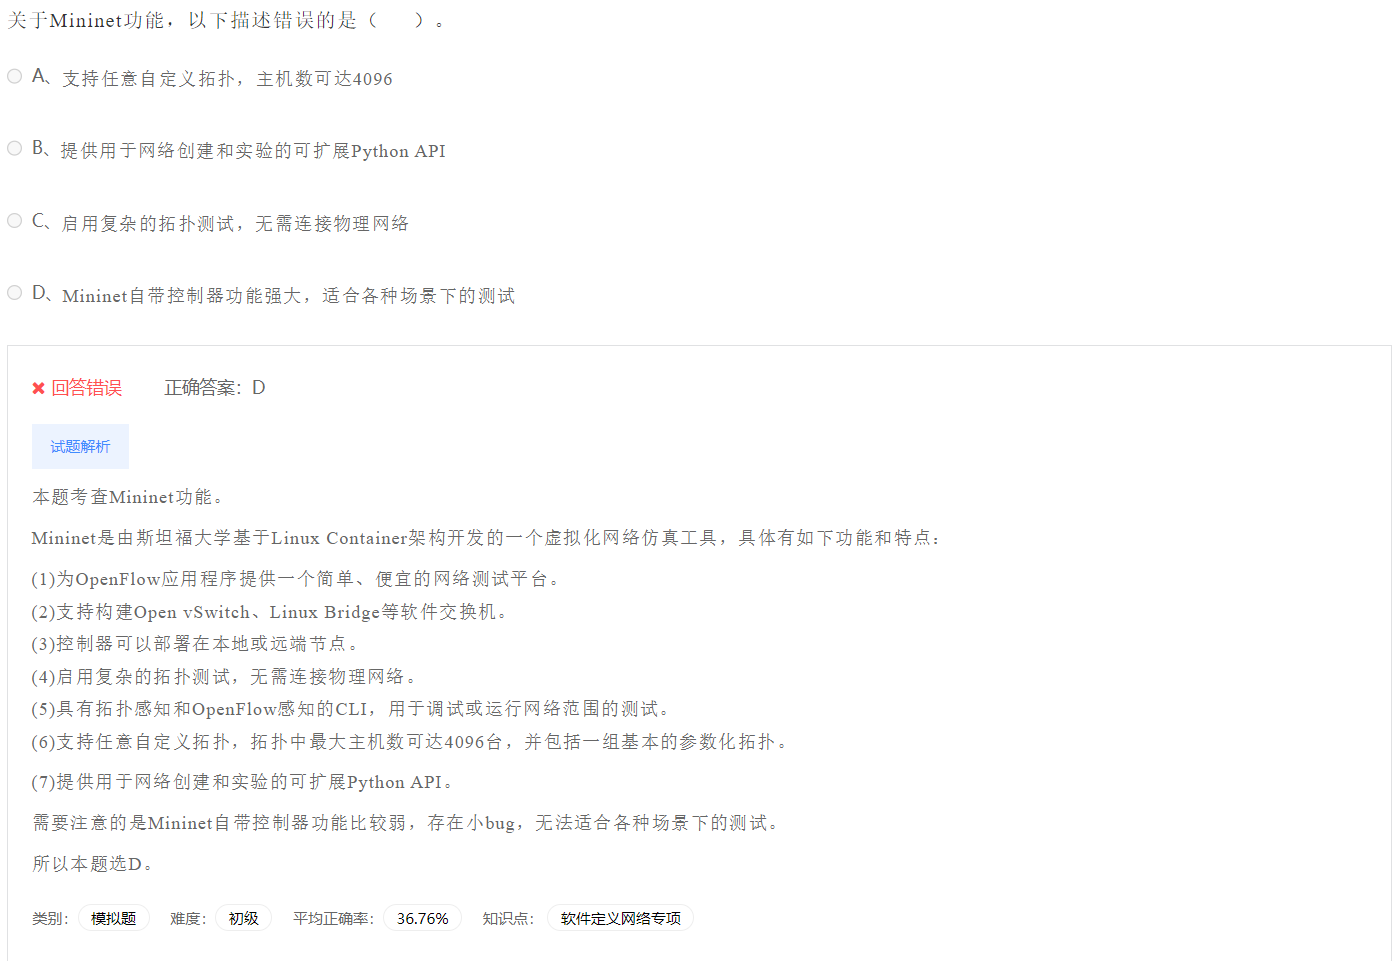 关于Mininet功能，以下描述错误的是（　　）。
A、支持任意自定义拓扑，主机数可达4096
B、提供用于网络创建和实验的可扩展Python API
C、启用复杂的拓扑测试，无需连接物理网络
D、Mininet自带控制器功能强大，适合各种场景下的测试
✖ 回答错误 正确答案：D
试题解析
本题考查Mininet功能。
Mininet是由斯坦福大学基于Linux Container架构开发的一个虚拟化网络仿真工具，具体有如下功能和特点：
(1)为OpenFlow应用程序提供一个简单、便宜的网络测试平台。
(2)支持构建Open vSwitch、Linux Bridge等软件交换机。
(3)控制器可以部署在本地或远端节点。
(4)启用复杂的拓扑测试，无需连接物理网络。
(5)具有拓扑感知和OpenFlow感知的CLI，用于调试或运行网络范围的测试。
(6)支持任意自定义拓扑，拓扑中最大主机数可达4096台，并包括一组基本的参数化拓扑。
(7)提供用于网络创建和实验的可扩展Python API。
需要注意的是Mininet自带控制器功能比较弱，存在小bug，无法适合各种场景下的测试。
所以本题选D。
类别： 模拟题 难度： 初级 平均正确率： 36.76% 知识点： 软件定义网络专项